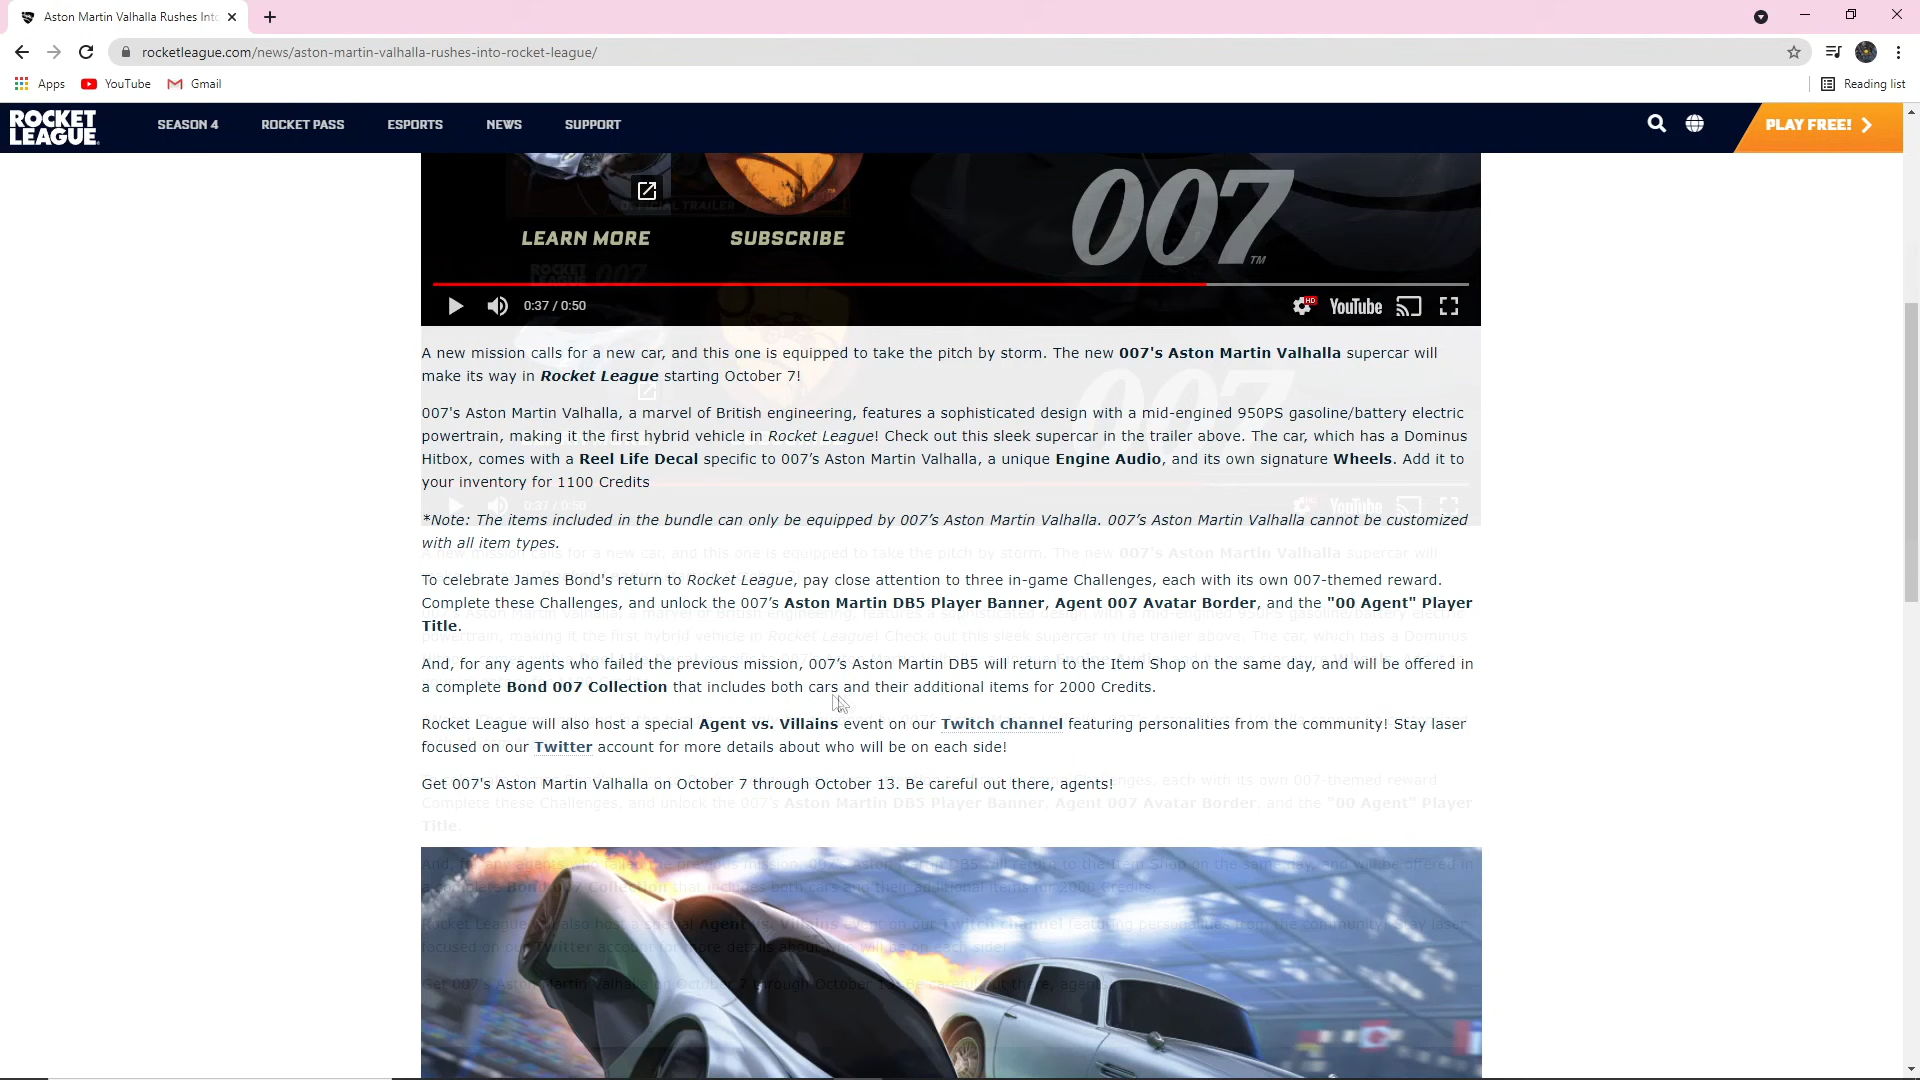 Aston Martin Valhalla Rushes Into
rocketleague.com/news/aston-martin-valhalla-rushes-into-rocket-league/
Apps YouTube Gmail Reading list
ROCKET LEAGUE SEASON 4 ROCKET PASS ESPORTS NEWS SUPPORT PLAY FREE!
007™
LEARN MORE SUBSCRIBE
0:37 / 0:50 HD YouTube
A new mission calls for a new car, and this one is equipped to take the pitch by storm. The new 007's Aston Martin Valhalla supercar will
make its way in Rocket League starting October 7!
007's Aston Martin Valhalla, a marvel of British engineering, features a sophisticated design with a mid-engined 950PS gasoline/battery electric
powertrain, making it the first hybrid vehicle in Rocket League! Check out this sleek supercar in the trailer above. The car, which has a Dominus
Hitbox, comes with a Reel Life Decal specific to 007’s Aston Martin Valhalla, a unique Engine Audio, and its own signature Wheels. Add it to
your inventory for 1100 Credits
*Note: The items included in the bundle can only be equipped by 007’s Aston Martin Valhalla. 007’s Aston Martin Valhalla cannot be customized
with all item types.
To celebrate James Bond's return to Rocket League, pay close attention to three in-game Challenges, each with its own 007-themed reward.
Complete these Challenges, and unlock the 007’s Aston Martin DB5 Player Banner, Agent 007 Avatar Border, and the "00 Agent" Player
Title.
And, for any agents who failed the previous mission, 007’s Aston Martin DB5 will return to the Item Shop on the same day, and will be offered in
a complete Bond 007 Collection that includes both cars and their additional items for 2000 Credits.
Rocket League will also host a special Agent vs. Villains event on our Twitch channel featuring personalities from the community! Stay laser
focused on our Twitter account for more details about who will be on each side!
Get 007's Aston Martin Valhalla on October 7 through October 13. Be careful out there, agents!